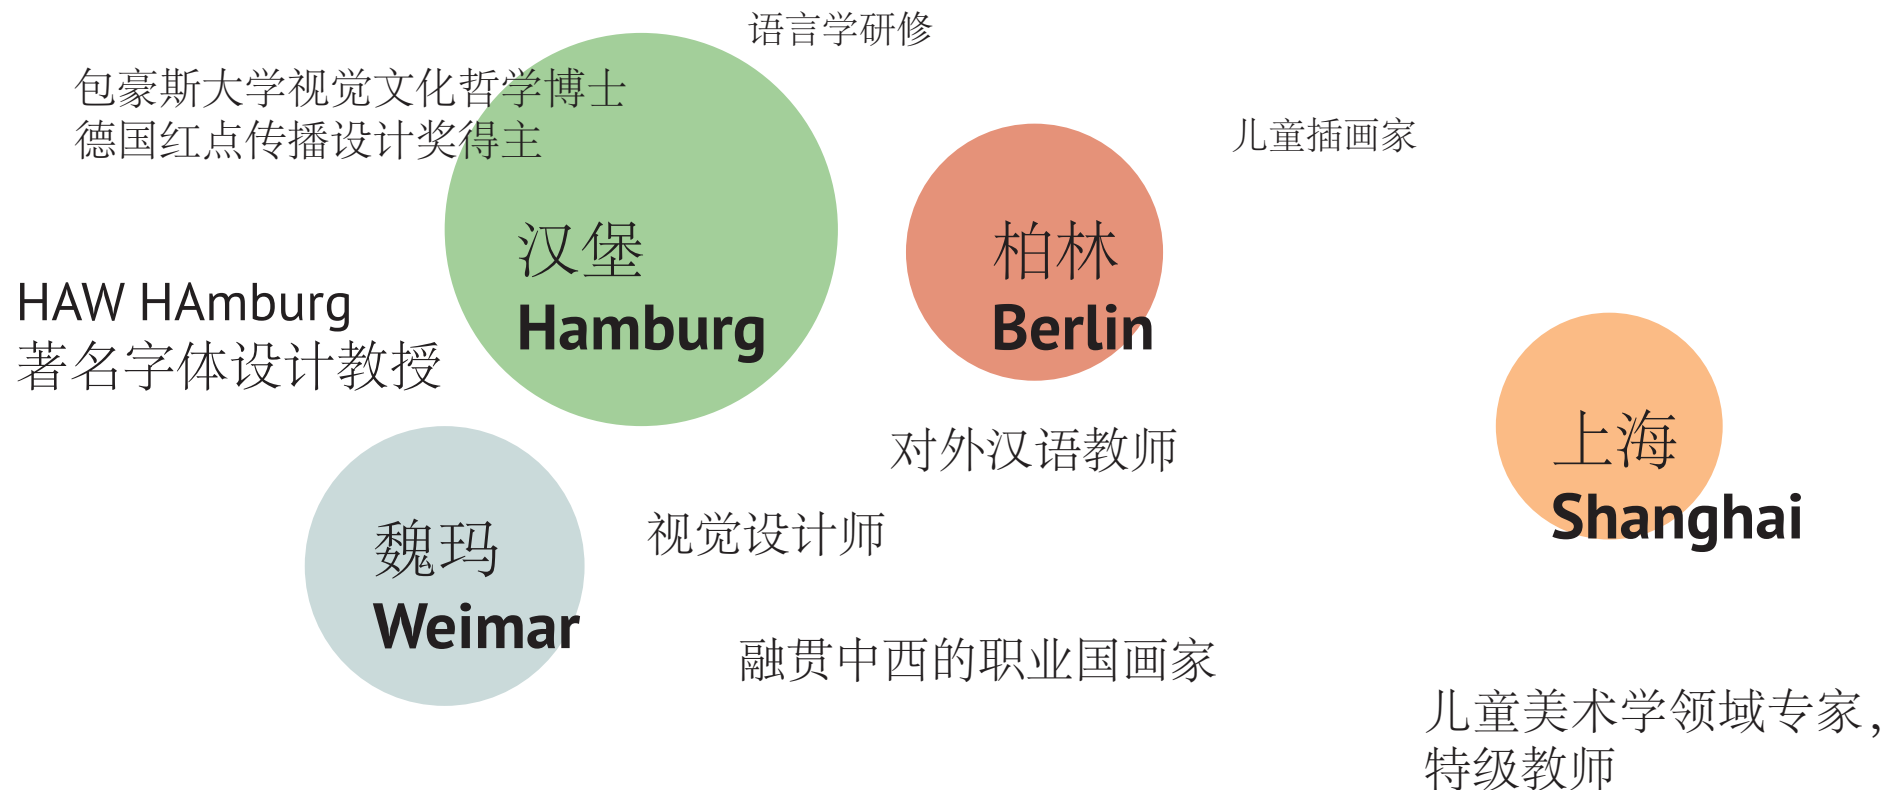 语言学研修
包豪斯大学视觉文化哲学博士
德国红点传播设计奖得主
儿童插画家
汉堡
Hamburg
柏林
Berlin
HAW HAmburg
著名字体设计教授
上海
Shanghai
对外汉语教师
魏玛
Weimar
视觉设计师
融贯中西的职业国画家
儿童美术学领域专家，
特级教师